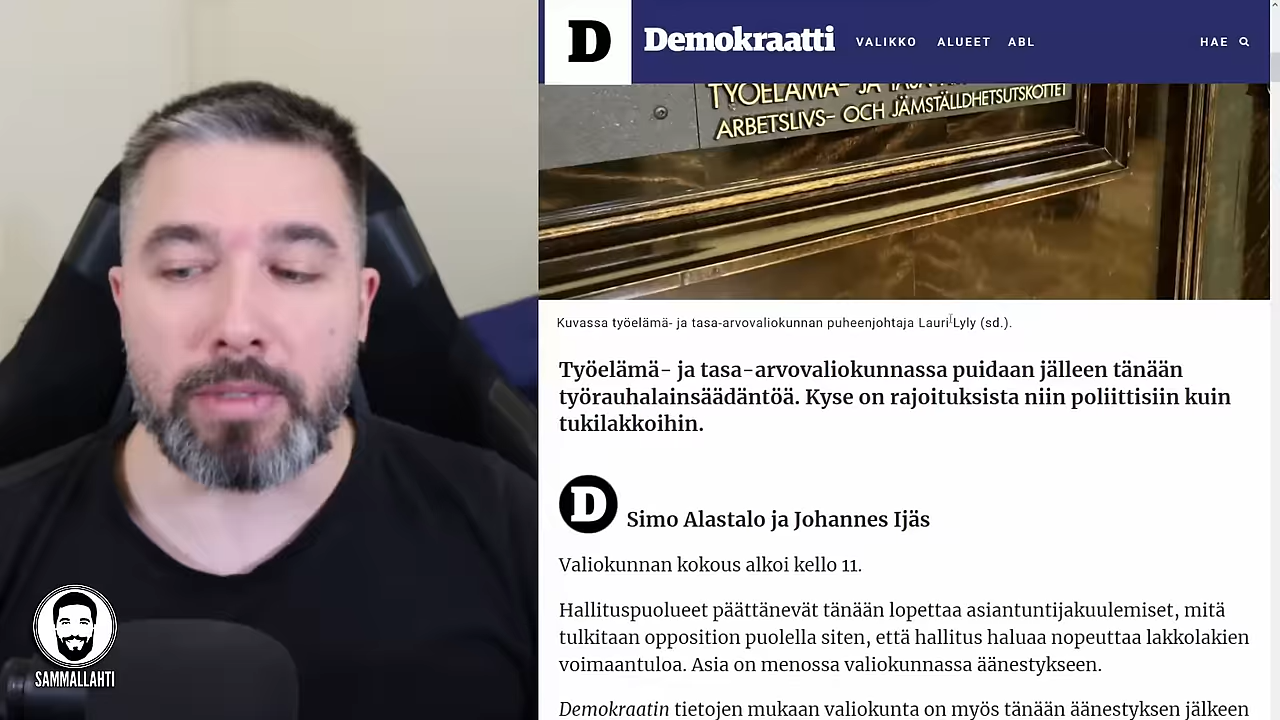 D
Demokraatti
VALIKKO ALUEET ABL
HAE
TYÖELÄMÄ- JA
ARBETSLIVS- OCH JÄMSTÄLLDHETSUTSKOTTET
Kuvassa työelämä- ja tasa-arvovaliokunnan puheenjohtaja Lauri Lyly (sd.).
Työelämä- ja tasa-arvovaliokunnassa puidaan jälleen tänään
työrauhalainsäädäntöä. Kyse on rajoituksista niin poliittisiin kuin
tukilakkoihin.
D
Simo Alastalo ja Johannes Ijäs
Valiokunnan kokous alkoi kello 11.
Hallituspuolueet päättänevät tänään lopettaa asiantuntijakuulemiset, mitä
tulkitaan opposition puolella siten, että hallitus haluaa nopeuttaa lakkolakien
voimaantuloa. Asia on menossa valiokunnassa äänestykseen.
Demokraatin tietojen mukaan valiokunta on myös tänään äänestyksen jälkeen
SAMMALLAHTI